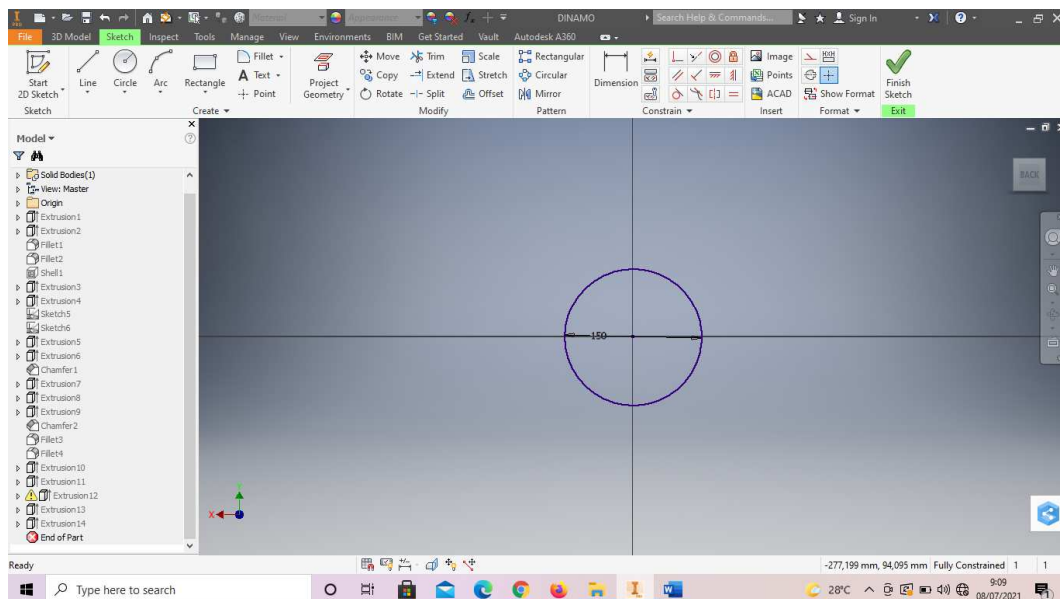 PRO Material Appearance DINAMO Search Help & Commands... Sign In
File 3D Model Sketch Inspect Tools Manage View Environments BIM Get Started Vault Autodesk A360
Start 2D Sketch
Line
Circle
Arc
Rectangle
Fillet
A Text
Point
Project Geometry
Move Trim Scale
Copy Extend Stretch
Rotate Split Offset
Rectangular
Circular
Mirror
Dimension
Image
Points
ACAD
Show Format
Finish Sketch
Sketch Create Modify Pattern Constrain Insert Format Exit
Model
BACK
Solid Bodies(1)
View: Master
Origin
Extrusion1
Extrusion2
Fillet1
Fillet2
Shell1
Extrusion3
Extrusion4
Sketch5
Sketch6
Extrusion5
Extrusion6
Chamfer1
Extrusion7
Extrusion8
Extrusion9
Chamfer2
Fillet3
Fillet4
Extrusion10
Extrusion11
Extrusion12
Extrusion13
Extrusion14
End of Part
150
Y
X
Ready -277,199 mm, 94,095 mm Fully Constrained 1 1
Type here to search 28°C 9:09
08/07/2021